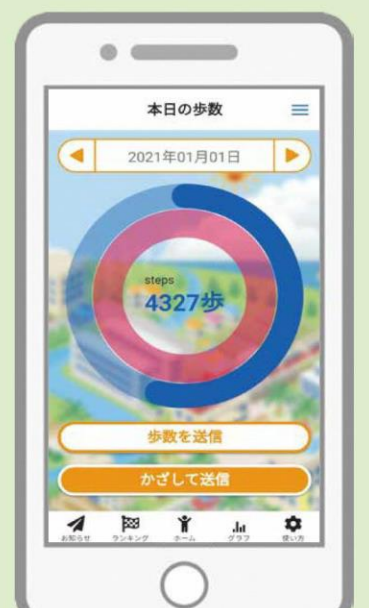 本日の歩数
2021年01月01日
steps
4327歩
歩数を送信
かざして送信
お知らせ
ランキング
ホーム
グラフ
使い方